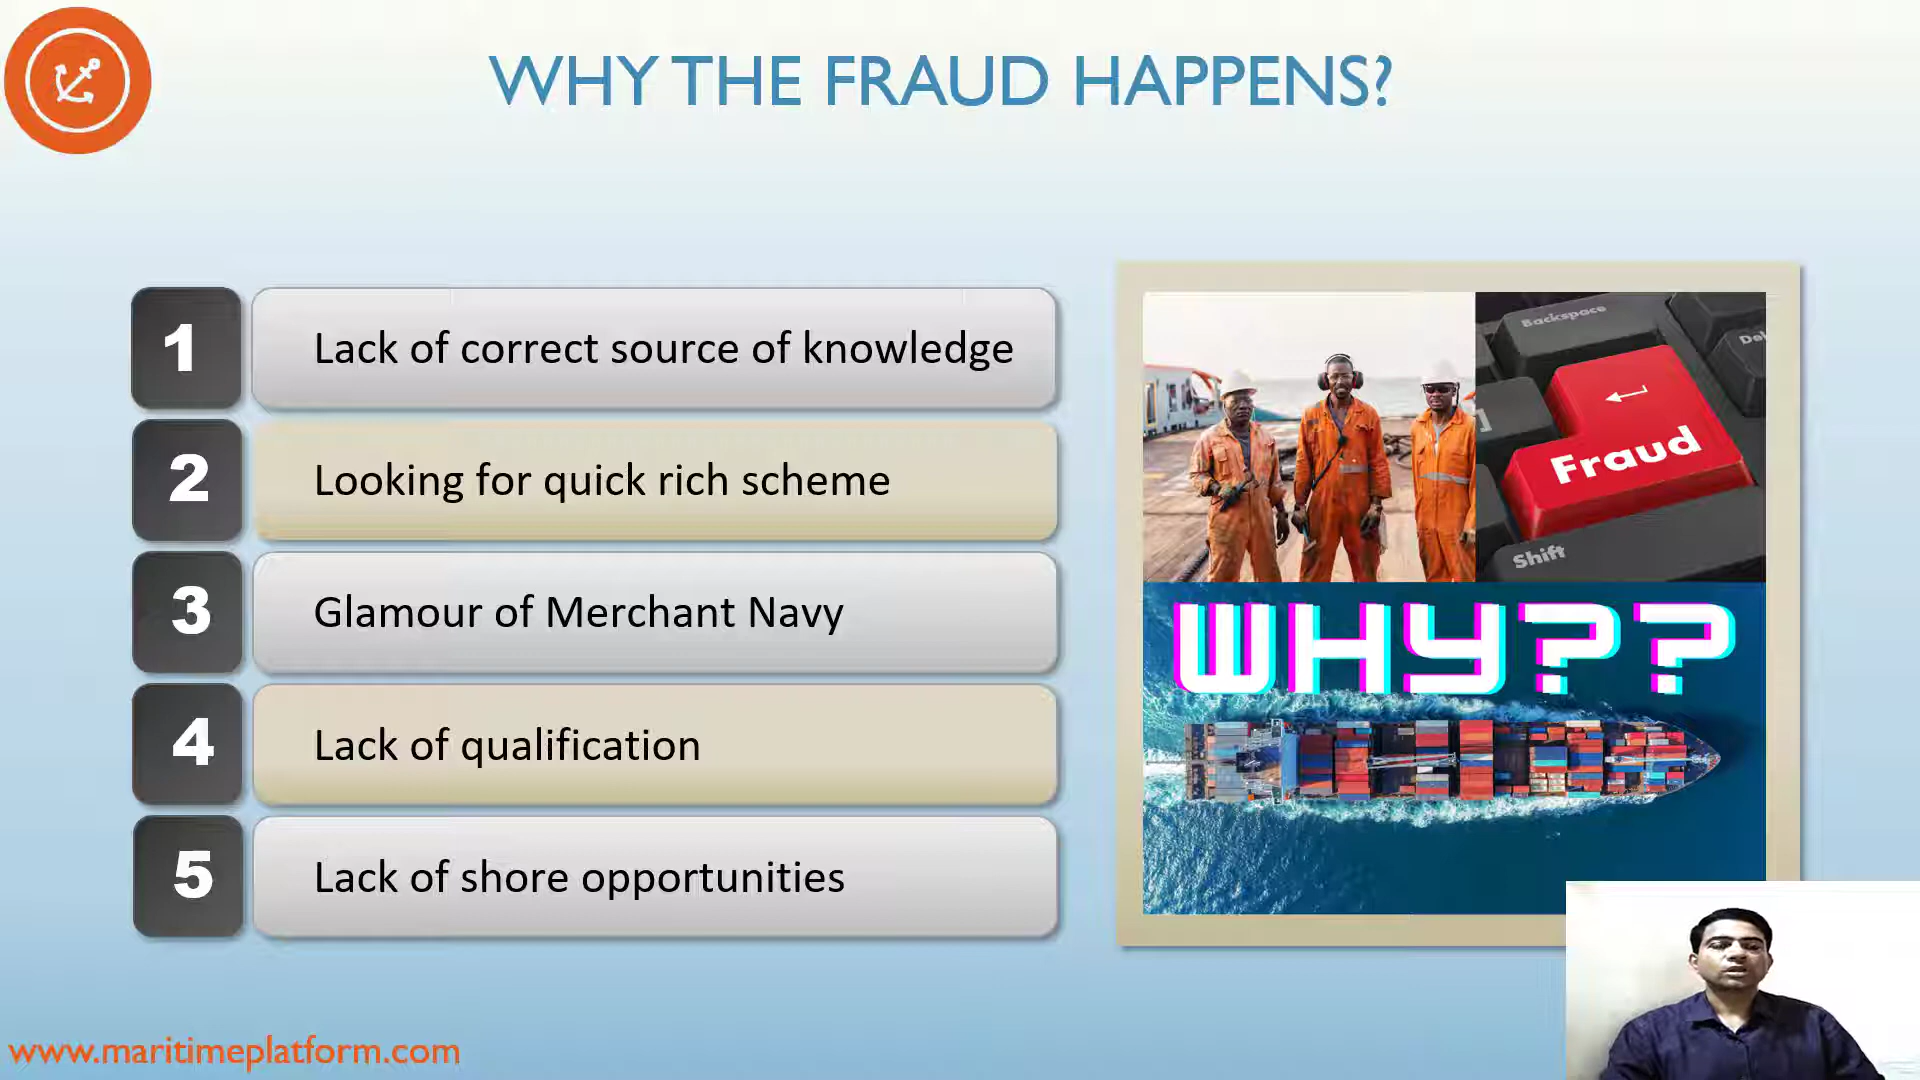 WHY THE FRAUD HAPPENS?
1 Lack of correct source of knowledge
2 Looking for quick rich scheme
3 Glamour of Merchant Navy
4 Lack of qualification
5 Lack of shore opportunities
Backspace
Del
]
Fraud
Shift
WHY??
www.maritimeplatform.com